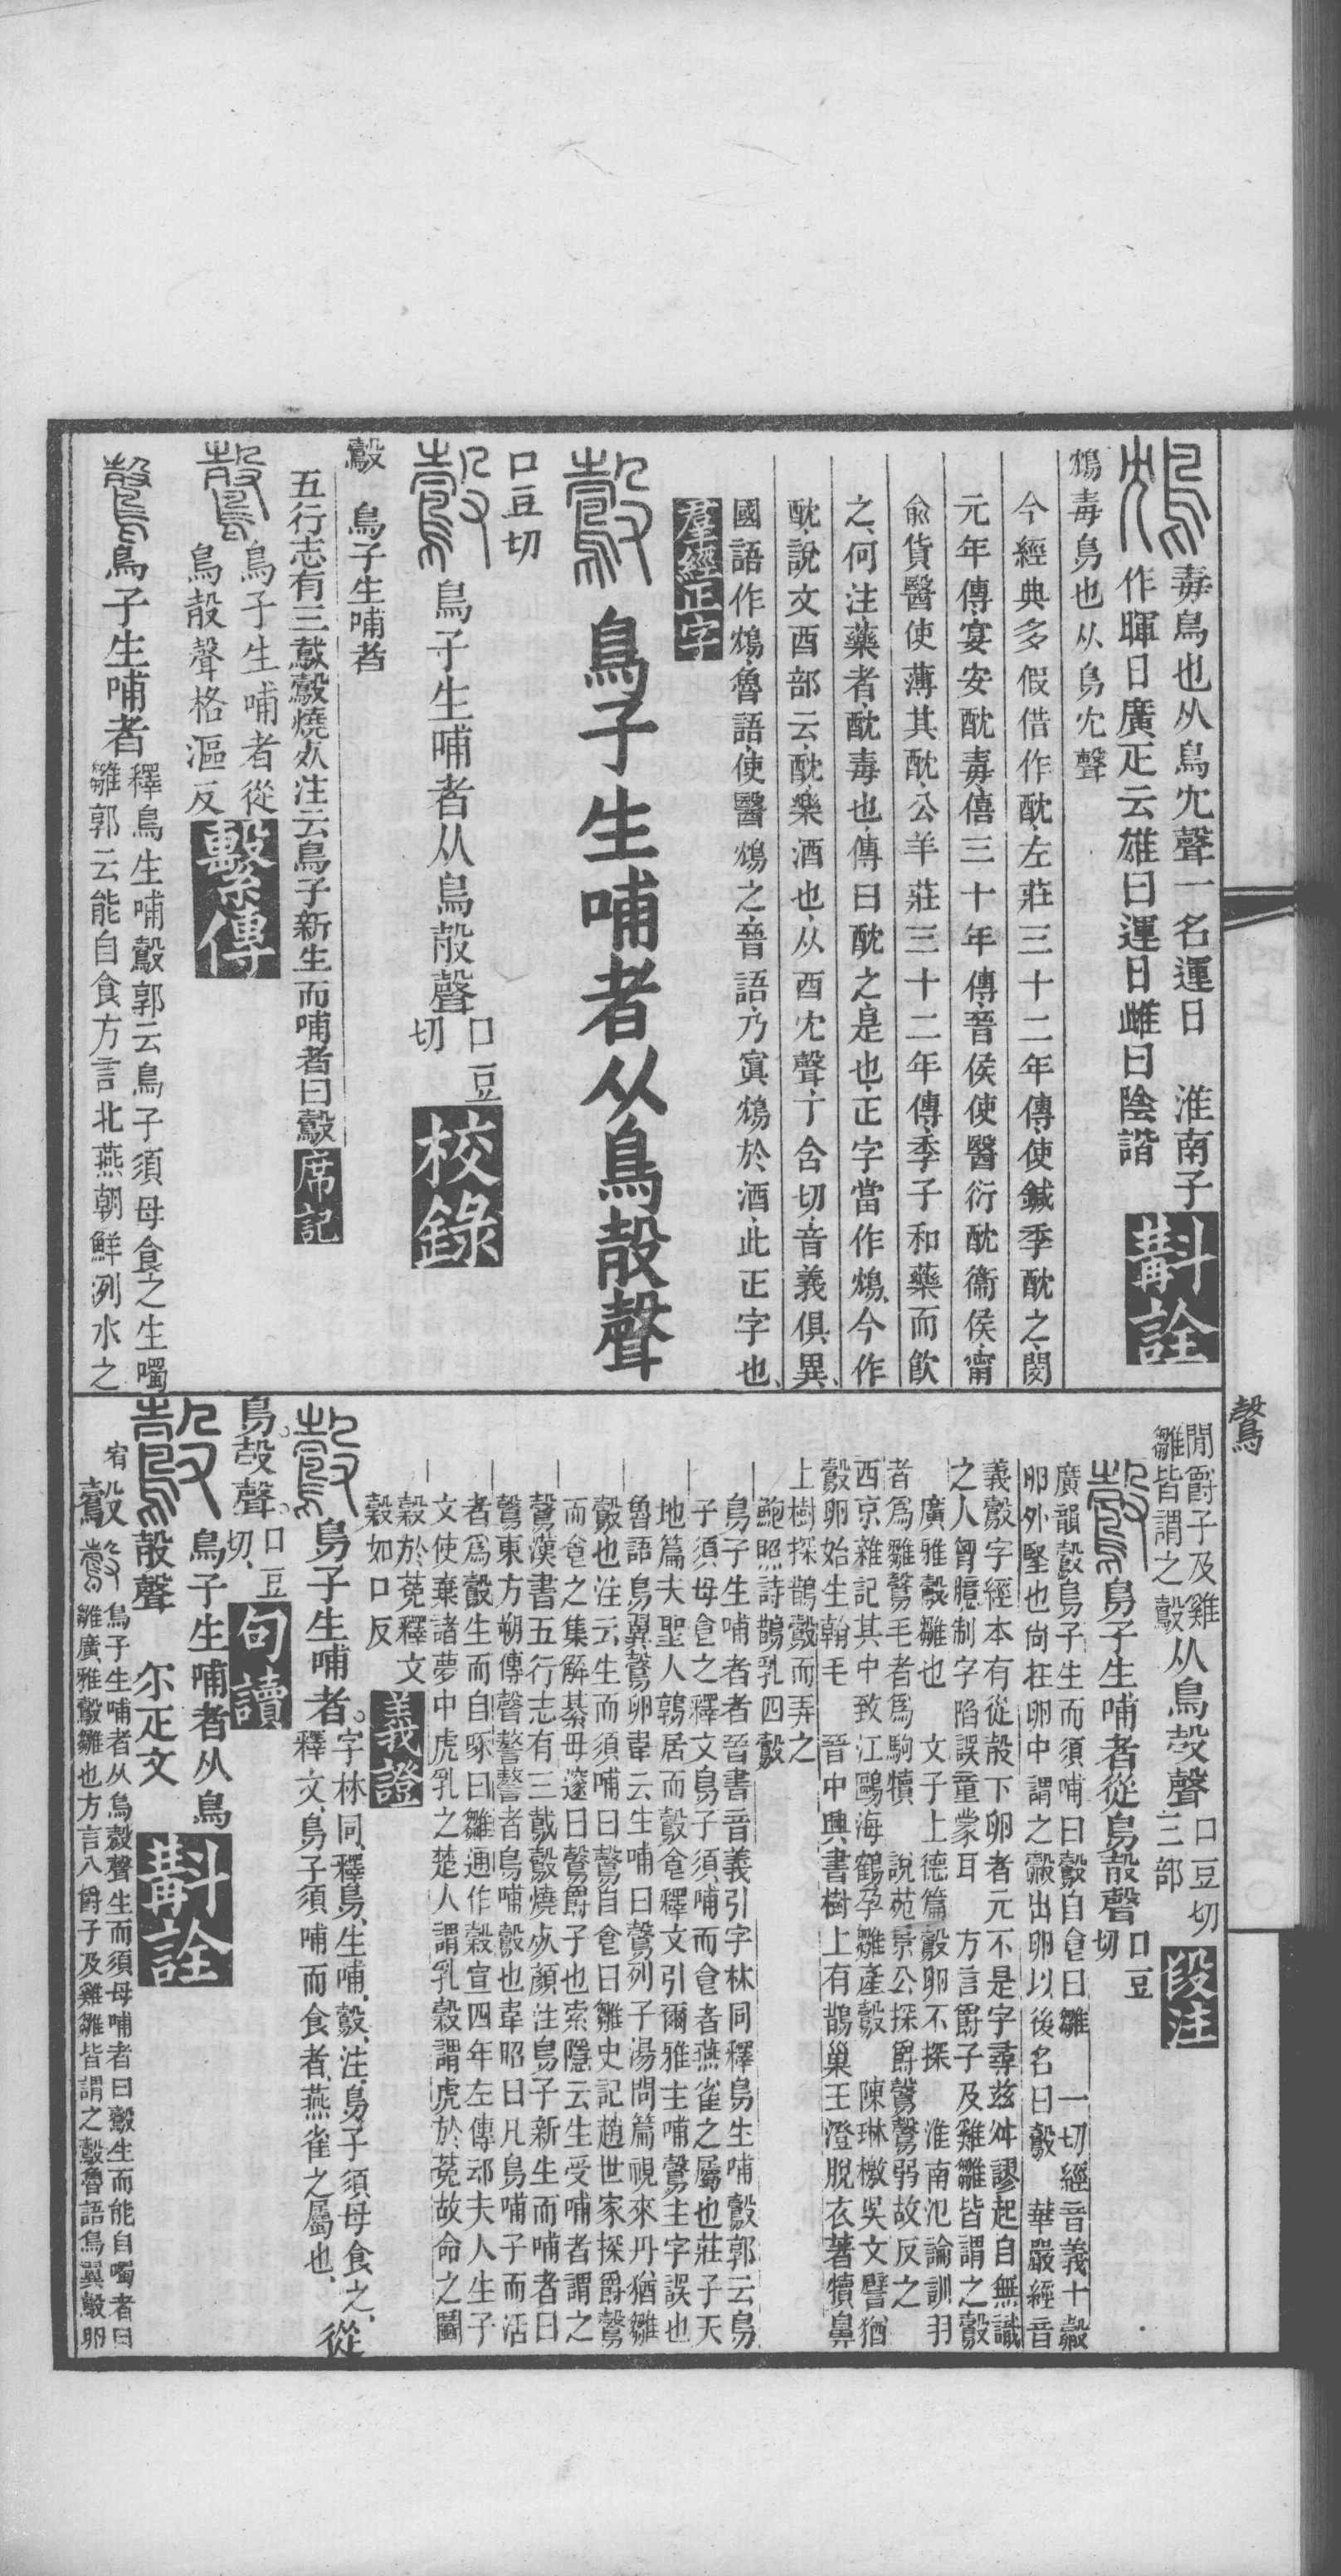 毒鳥也从鳥冘聲一名運日　淮南子
作暉日廣疋云雄曰運日雌曰陰諧
斠詮
鴆毒鳥也从鳥冘聲
今經典多假借作酖左莊三十二年傳使鍼季酖之閔
元年傳宴安酖毒僖三十年傳晉侯使醫衍酖衞侯甯
俞貨醫使薄其酖公羊莊三十二年傳季子和藥而飮
之何注藥者酖毒也傳曰酖之是也正字當作鴆今作
酖說文酉部云酖樂酒也从酉冘聲丁含切音義俱異
國語作鴆魯語使醫鴆之晉語乃寘鴆於酒此正字也
羣經正字
鳥子生哺者从鳥㱿聲
口豆切
鳥子生哺者从鳥㱿聲
口豆
切
校錄
鷇　鳥子生哺者
五行志有三䳒鷇燒死注云鳥子新生而哺者曰鷇
席記
鳥子生哺者從
鳥㱿聲格漚反
繫傳
鳥子生哺者
釋鳥生哺鷇郭云鳥子須母食之生噣
雛郭云能自食方言北燕朝鮮洌水之
鷇
閒爵子及雞
雛皆謂之鷇
从鳥㱿聲
口豆切
三部
段注
鳥子生哺者從鳥㱿聲
口豆
切
一切經音義十鷇
廣韻鷇鳥子生而須哺曰鷇自食曰雛
卵外堅也尙在卵中謂之㲉出卵以後名曰鷇　華嚴經音
義鷇字經本有從㱿下卵者元不是字尋茲舛謬起自無識
之人胷臆制字陷誤童蒙耳　方言爵子及雞雛皆謂之鷇
廣雅鷇雛也　文子上德篇鷇卵不探　淮南氾論訓羽
者爲雛鷇毛者爲駒犢　說苑景公探爵鷇鷇弱故反之
西京雜記其中致江鷗海鶴孕雛產鷇　陳琳檄吳文譬猶
鷇卵始生翰毛　晉中興書樹上有鵲巢王澄脫衣著犢鼻
上樹探鵲鷇而弄之
鮑照詩鵲乳四鷇
鳥子生哺者者晉書音義引字林同釋鳥生哺鷇郭云鳥
子須母食之釋文鳥子須哺而食者燕雀之屬也莊子天
地篇夫聖人鶉居而鷇食釋文引爾雅主哺鷇主字誤也
魯語鳥翼鷇卵韋云生哺曰鷇列子湯問篇視來丹猶雛
鷇也注云生而須哺曰鷇自食曰雛史記趙世家探爵鷇
而食之集解綦毋邃曰鷇爵子也索隱云生受哺者謂之
鷇漢書五行志有三䳒鷇燒死顏注鳥子新生而哺者曰
鷇東方朔傳聲謷謷者鳥哺鷇也韋昭曰凡鳥哺子而活
者爲鷇生而自啄曰雛通作穀宣四年左傳䢵夫人生子
文使棄諸夢中虎乳之楚人謂乳穀謂虎於菟故命之鬬
穀於菟釋文
穀如口反
義證
鳥子生哺者。
字林同、釋鳥、生哺、鷇、注、鳥子須母食之、
釋文、鳥子須哺而食者、燕雀之屬也、
從
鳥㱿聲。
口豆
切、
句讀
鳥子生哺者从鳥
㱿聲　尔疋文
斠詮
宥
鷇
鳥子生哺者从鳥㱿聲生而須母哺者曰鷇生而能自噣者曰
雛廣雅鷇雛也方言八爵子及雞雛皆謂之鷇魯語鳥翼鷇卵